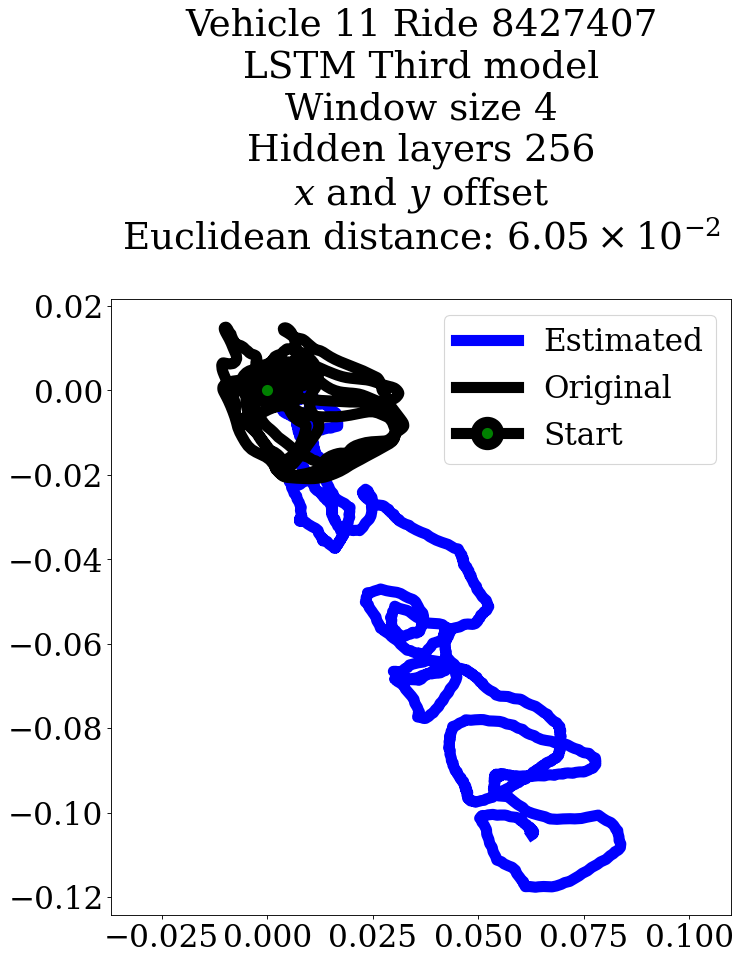 Vehicle 11 Ride 8427407
LSTM Third model
Window size 4
Hidden layers 256
x and y offset
Euclidean distance: 6.05 × 10⁻²
0.02
0.00
−0.02
−0.04
−0.06
−0.08
−0.10
−0.12
Estimated
Original
Start
−0.025 0.000 0.025 0.050 0.075 0.100